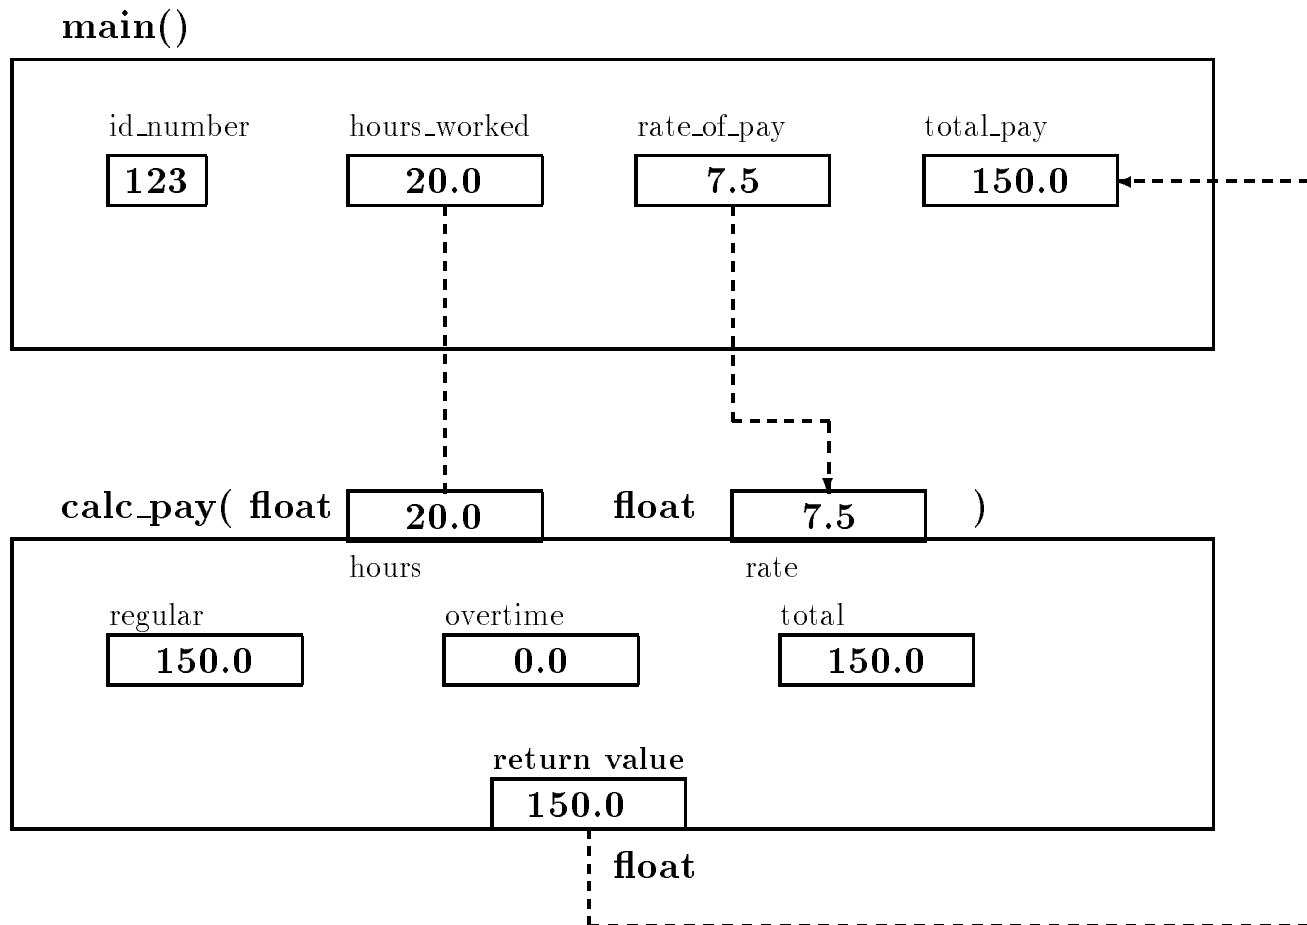 main()
id_number hours_worked rate_of_pay total_pay
123 20.0 7.5 150.0
calc_pay( float 20.0 float 7.5 )
hours rate
regular overtime total
150.0 0.0 150.0
return value
150.0
float